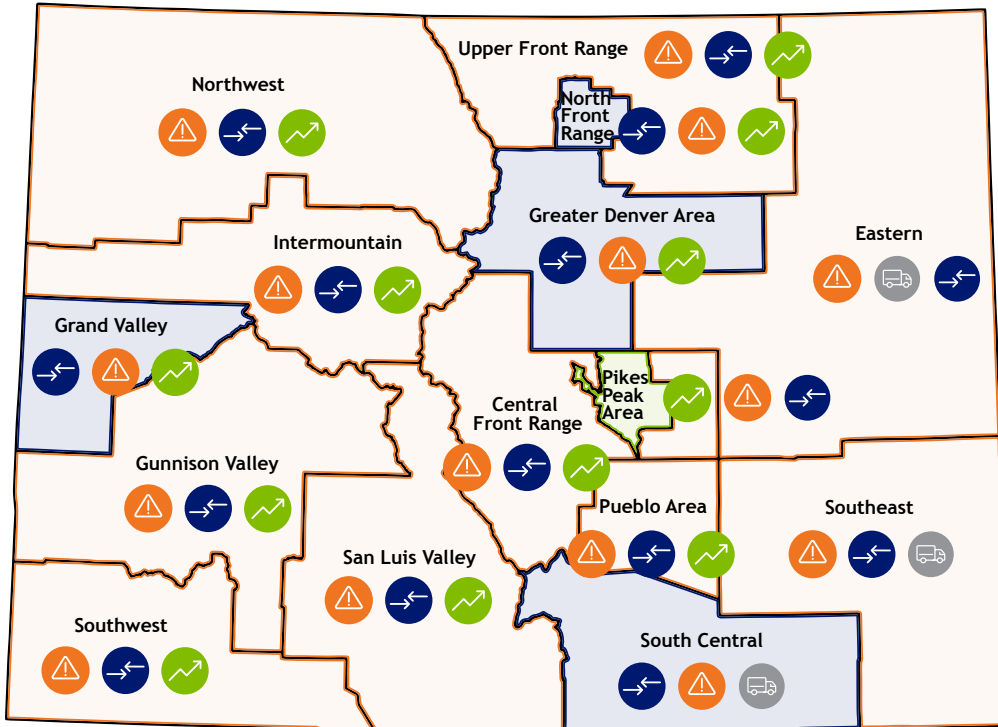 Upper Front Range
Northwest
North
Front
Range
Greater Denver Area
Eastern
Intermountain
Grand Valley
Pikes
Peak
Area
Central
Front Range
Gunnison Valley
Pueblo Area
Southeast
San Luis Valley
Southwest
South Central